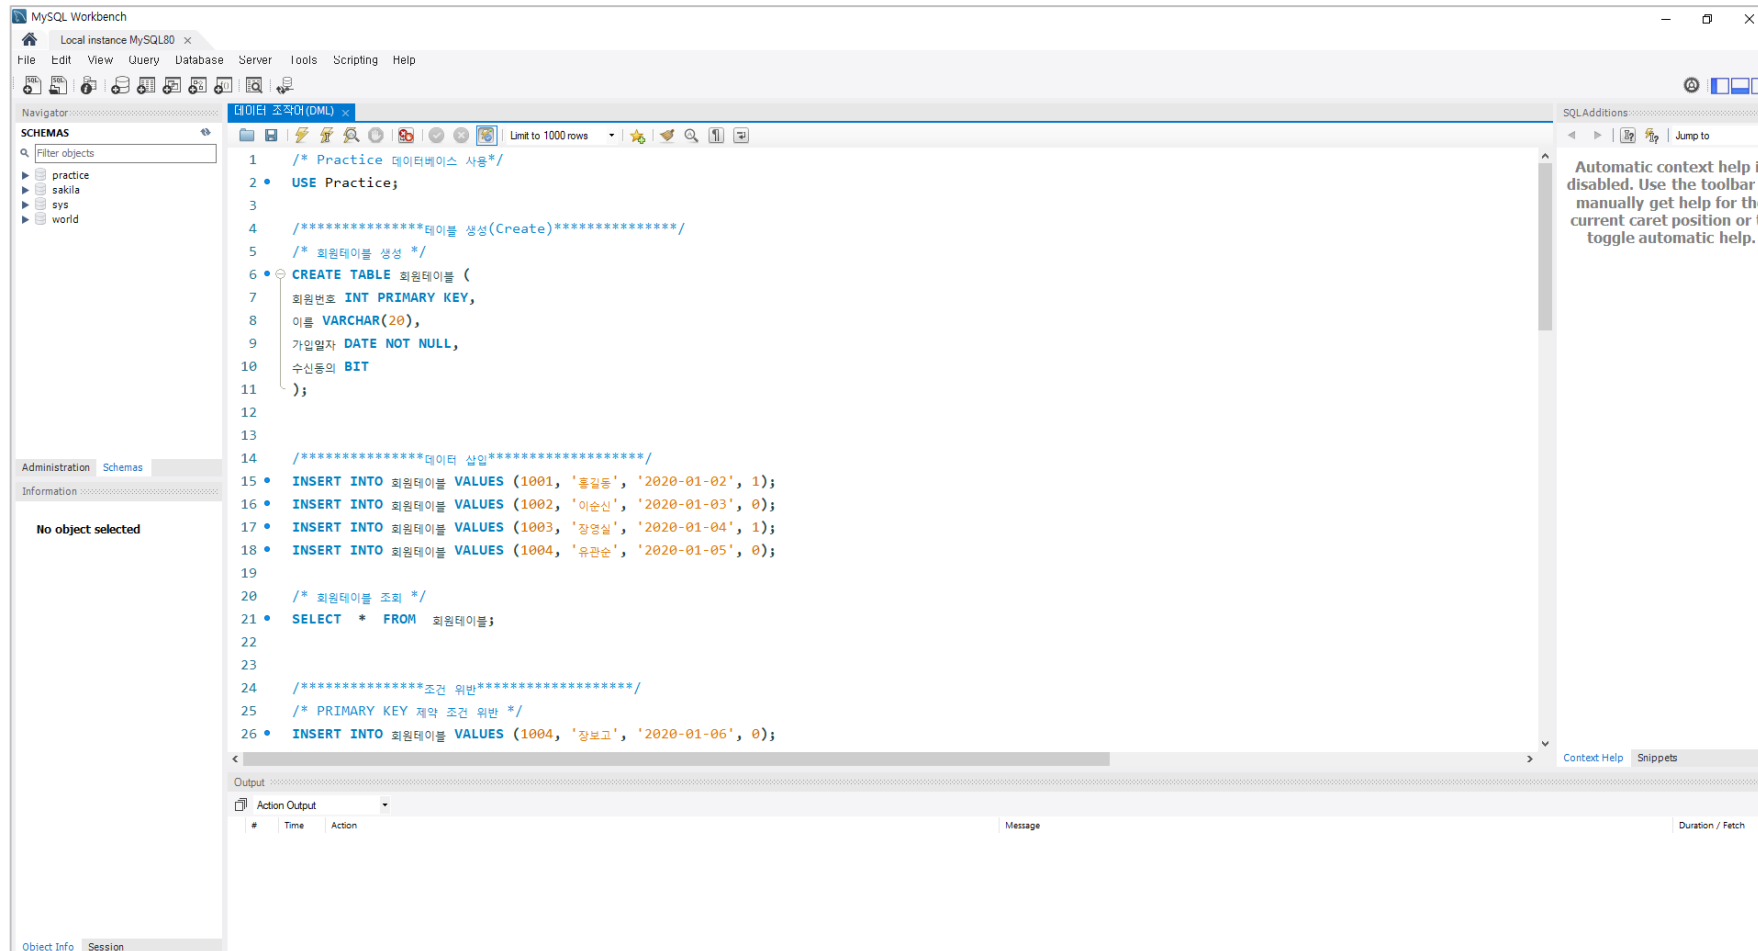 MySQL Workbench
Local instance MySQL80
File Edit View Query Database Server Tools Scripting Help
Navigator
SCHEMAS
Filter objects
practice
sakila
sys
world
Administration Schemas
Information
No object selected
Object Info Session
데이터 조작어(DML)
Limit to 1000 rows
1 /* Practice 데이터베이스 사용*/
2 USE Practice;
3
4 /***************테이블 생성(Create)***************/
5 /* 회원테이블 생성 */
6 CREATE TABLE 회원테이블 (
7 회원번호 INT PRIMARY KEY,
8 이름 VARCHAR(20),
9 가입일자 DATE NOT NULL,
10 수신동의 BIT
11 );
12
13
14 /***************데이터 삽입*******************/
15 INSERT INTO 회원테이블 VALUES (1001, '홍길동', '2020-01-02', 1);
16 INSERT INTO 회원테이블 VALUES (1002, '이순신', '2020-01-03', 0);
17 INSERT INTO 회원테이블 VALUES (1003, '장영실', '2020-01-04', 1);
18 INSERT INTO 회원테이블 VALUES (1004, '유관순', '2020-01-05', 0);
19
20 /* 회원테이블 조회 */
21 SELECT * FROM 회원테이블;
22
23
24 /***************조건 위반*******************/
25 /* PRIMARY KEY 제약 조건 위반 */
26 INSERT INTO 회원테이블 VALUES (1004, '장보고', '2020-01-06', 0);
Output
Action Output
# Time Action Message Duration / Fetch
SQLAdditions
Jump to
Automatic context help i
disabled. Use the toolbar
manually get help for the
current caret position or t
toggle automatic help.
Context Help Snippets